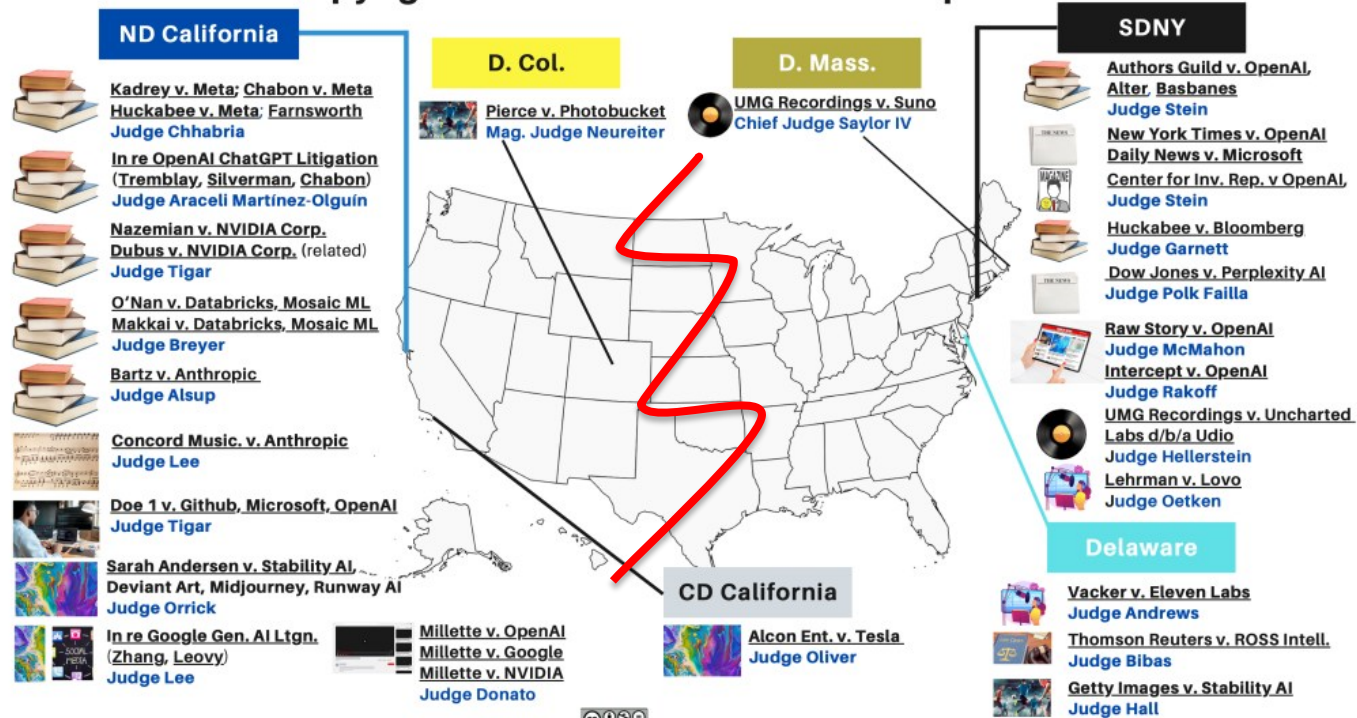 ND California
Kadrey v. Meta; Chabon v. Meta
Huckabee v. Meta; Farnsworth
Judge Chhabria
In re OpenAI ChatGPT Litigation
(Tremblay, Silverman, Chabon)
Judge Araceli Martínez-Olguín
Nazemian v. NVIDIA Corp.
Dubus v. NVIDIA Corp. (related)
Judge Tigar
O’Nan v. Databricks, Mosaic ML
Makkai v. Databricks, Mosaic ML
Judge Breyer
Bartz v. Anthropic
Judge Alsup
Concord Music. v. Anthropic
Judge Lee
Doe 1 v. Github, Microsoft, OpenAI
Judge Tigar
Sarah Andersen v. Stability AI,
Deviant Art, Midjourney, Runway AI
Judge Orrick
In re Google Gen. AI Ltgn.
(Zhang, Leovy)
Judge Lee
SOCIAL
MEDIA
Millette v. OpenAI
Millette v. Google
Millette v. NVIDIA
Judge Donato
D. Col.
Pierce v. Photobucket
Mag. Judge Neureiter
D. Mass.
UMG Recordings v. Suno
Chief Judge Saylor IV
CD California
Alcon Ent. v. Tesla
Judge Oliver
SDNY
Authors Guild v. OpenAI,
Alter, Basbanes
Judge Stein
THE NEWS
New York Times v. OpenAI
Daily News v. Microsoft
MAGAZINE
Center for Inv. Rep. v OpenAI,
Judge Stein
Huckabee v. Bloomberg
Judge Garnett
THE NEWS
Dow Jones v. Perplexity AI
Judge Polk Failla
Raw Story v. OpenAI
Judge McMahon
Intercept v. OpenAI
Judge Rakoff
UMG Recordings v. Uncharted
Labs d/b/a Udio
Judge Hellerstein
Lehrman v. Lovo
Judge Oetken
Delaware
Vacker v. Eleven Labs
Judge Andrews
Thomson Reuters v. ROSS Intell.
Judge Bibas
Getty Images v. Stability AI
Judge Hall